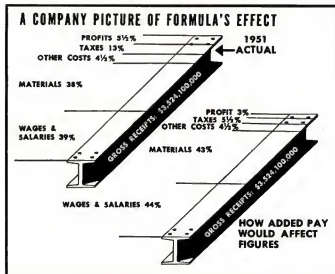 A COMPANY PICTURE OF FORMULA'S EFFECT
1951
ACTUAL
PROFITS 5½%
TAXES 13%
OTHER COSTS 4½%
MATERIALS 38%
WAGES &
SALARIES 39%
GROSS RECEIPTS: $3,524,100,000
PROFIT 3%
TAXES 5½%
OTHER COSTS 4½%
MATERIALS 43%
WAGES & SALARIES 44%
GROSS RECEIPTS: $3,524,100,000
HOW ADDED PAY
WOULD AFFECT
FIGURES